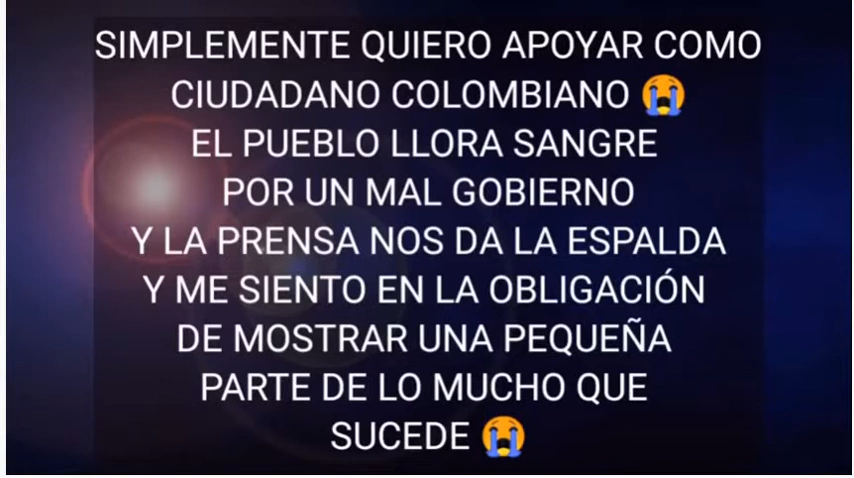 SIMPLEMENTE QUIERO APOYAR COMO
CIUDADANO COLOMBIANO 😭
EL PUEBLO LLORA SANGRE
POR UN MAL GOBIERNO
Y LA PRENSA NOS DA LA ESPALDA
Y ME SIENTO EN LA OBLIGACIÓN
DE MOSTRAR UNA PEQUEÑA
PARTE DE LO MUCHO QUE
SUCEDE 😭